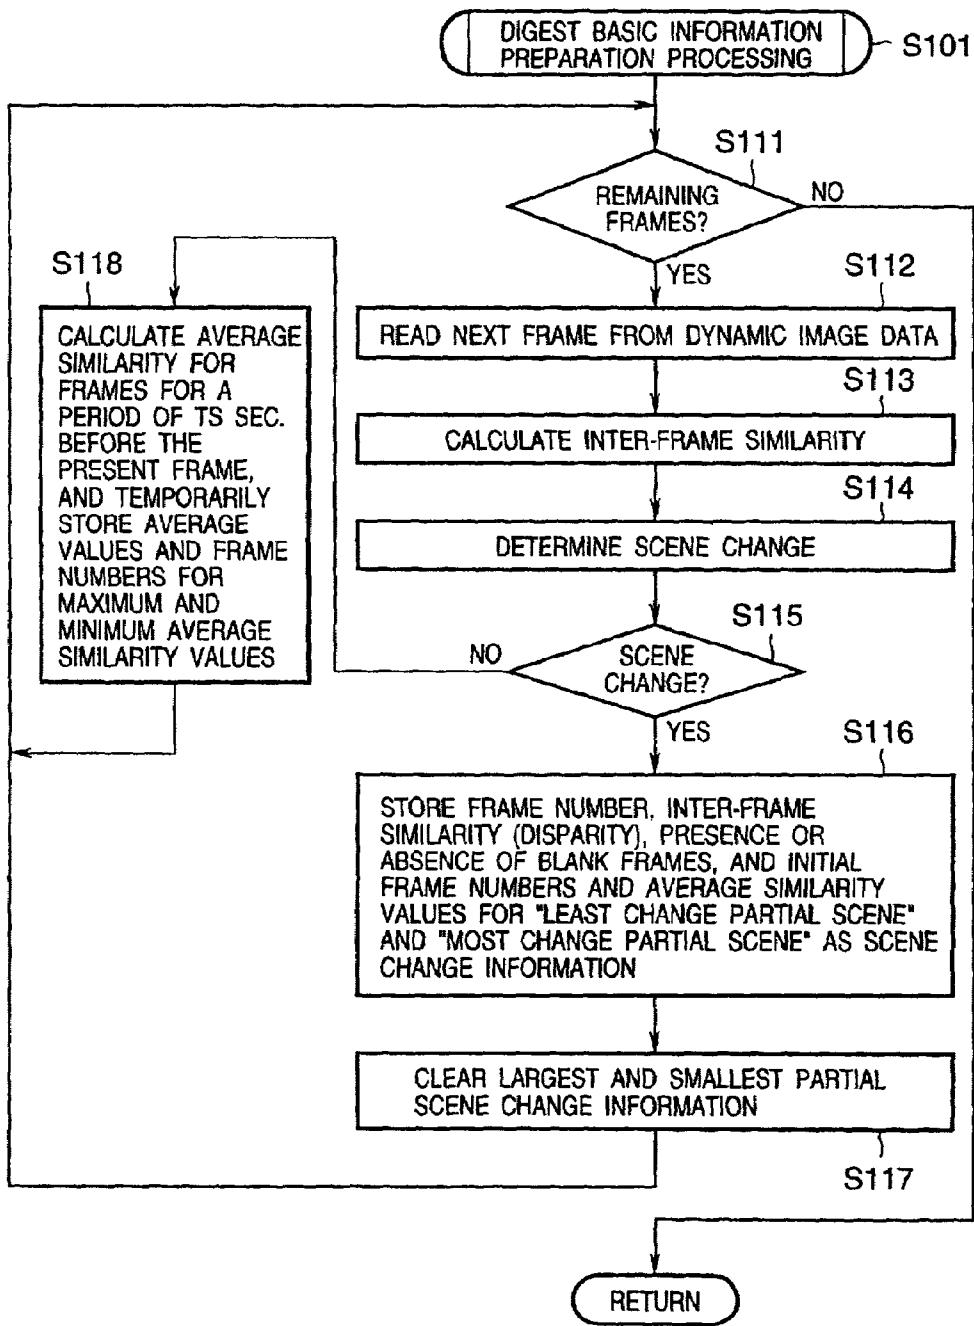 DIGEST BASIC INFORMATION
PREPARATION PROCESSING
S101
S111
REMAINING
FRAMES?
NO
YES
S112
READ NEXT FRAME FROM DYNAMIC IMAGE DATA
S113
CALCULATE INTER-FRAME SIMILARITY
S114
DETERMINE SCENE CHANGE
S115
SCENE
CHANGE?
NO
YES
S118
CALCULATE AVERAGE
SIMILARITY FOR
FRAMES FOR A
PERIOD OF TS SEC.
BEFORE THE
PRESENT FRAME,
AND TEMPORARILY
STORE AVERAGE
VALUES AND FRAME
NUMBERS FOR
MAXIMUM AND
MINIMUM AVERAGE
SIMILARITY VALUES
S116
STORE FRAME NUMBER, INTER-FRAME
SIMILARITY (DISPARITY), PRESENCE OR
ABSENCE OF BLANK FRAMES, AND INITIAL
FRAME NUMBERS AND AVERAGE SIMILARITY
VALUES FOR "LEAST CHANGE PARTIAL SCENE"
AND "MOST CHANGE PARTIAL SCENE" AS SCENE
CHANGE INFORMATION
CLEAR LARGEST AND SMALLEST PARTIAL
SCENE CHANGE INFORMATION
S117
RETURN